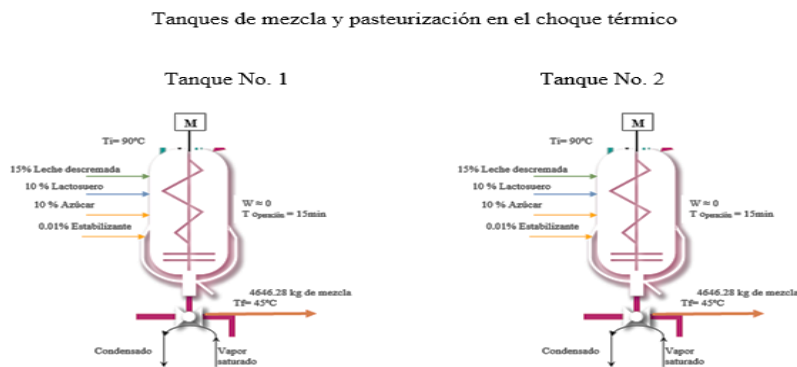 Tanques de mezcla y pasteurización en el choque térmico
Tanque No. 1
M
Ti= 90ºC
15% Leche descremada
10 % Lactosuero
10 % Azúcar
0.01% Estabilizante
W ≈ 0
T Operación = 15min
4646.28 kg de mezcla
Tf= 45ºC
Condensado
Vapor
saturado
Tanque No. 2
M
Ti= 90ºC
15% Leche descremada
10 % Lactosuero
10 % Azúcar
0.01% Estabilizante
W ≈ 0
T Operación = 15min
4646.28 kg de mezcla
Tf= 45ºC
Condensado
Vapor
saturado